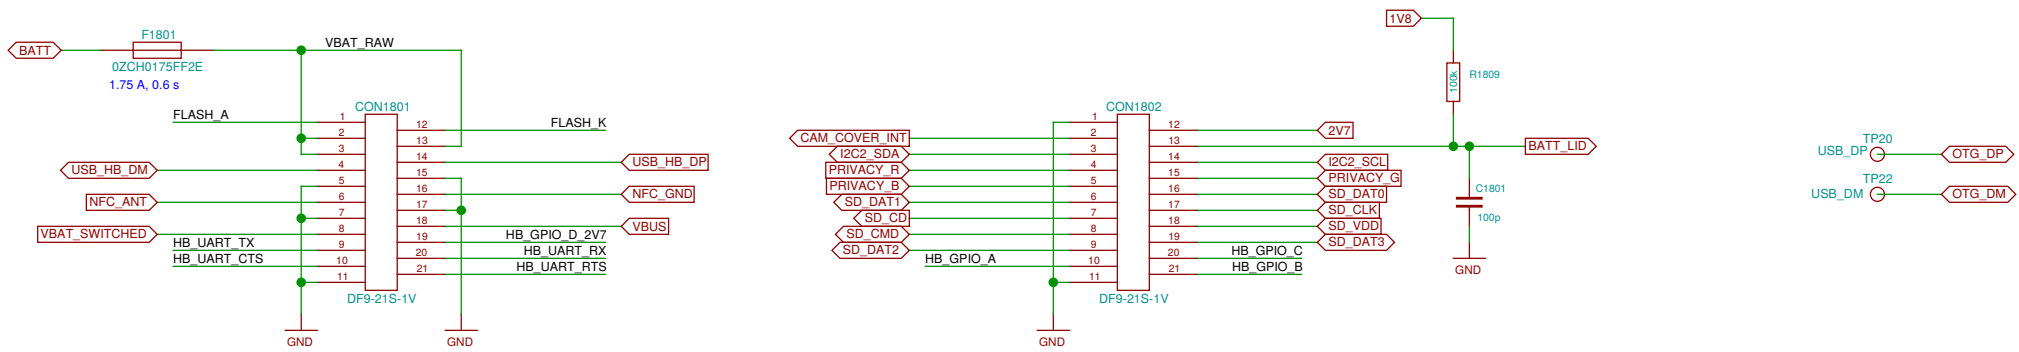 BATT
F1801
0ZCH0175FF2E
1.75 A, 0.6 s
VBAT_RAW
CON1801
FLASH_A
1
2
3
USB_HB_DM
4
5
NFC_ANT
6
7
VBAT_SWITCHED
8
HB_UART_TX
9
HB_UART_CTS
10
11
12
FLASH_K
13
14
USB_HB_DP
15
16
NFC_GND
17
18
VBUS
19
HB_GPIO_D_2V7
20
HB_UART_RX
21
HB_UART_RTS
DF9-21S-1V
GND
GND
CON1802
1
CAM_COVER_INT
2
I2C2_SDA
3
PRIVACY_R
4
PRIVACY_B
5
SD_DAT1
6
SD_CD
7
SD_CMD
8
SD_DAT2
9
HB_GPIO_A
10
11
12
2V7
13
14
I2C2_SCL
15
PRIVACY_G
16
SD_DAT0
17
SD_CLK
18
SD_VDD
19
SD_DAT3
20
HB_GPIO_C
21
HB_GPIO_B
DF9-21S-1V
GND
1V8
100k
R1809
BATT_LID
C1801
100p
GND
TP20
USB_DP
OTG_DP
TP22
USB_DM
OTG_DM